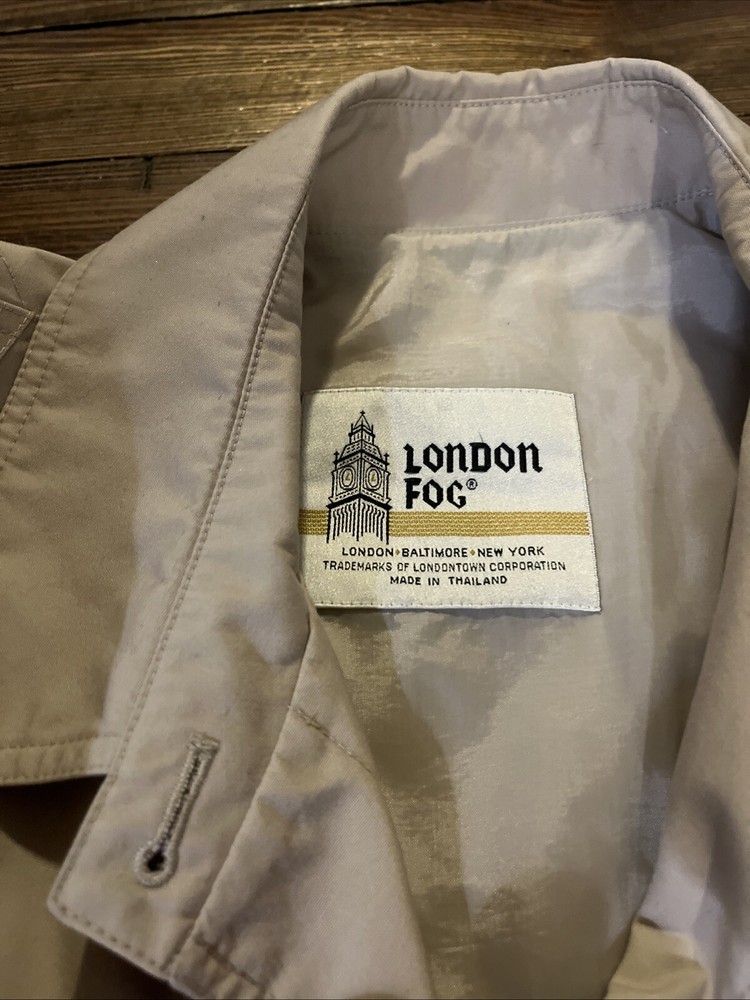 LONDON
FOG®
LONDON•BALTIMORE•NEW YORK
TRADEMARKS OF LONDONTOWN CORPORATION
MADE IN THAILAND